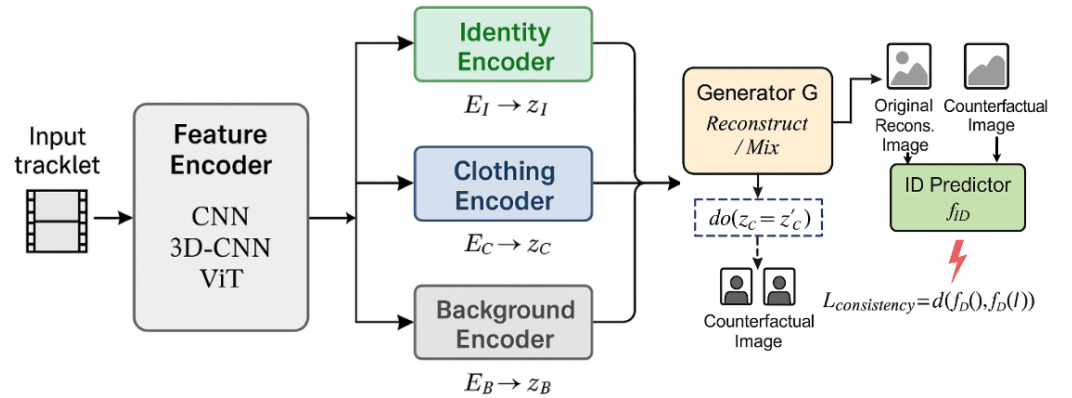 Input
tracklet
Feature
Encoder
CNN
3D-CNN
ViT
Identity
Encoder
E_I → z_I
Clothing
Encoder
E_C → z_C
Background
Encoder
E_B → z_B
Generator G
Reconstruct
/ Mix
do(z_C = z'_C)
Counterfactual
Image
Original
Recons.
Image
Counterfactual
Image
ID Predictor
f_ID
L_consistency = d(f_D(), f_D(l))